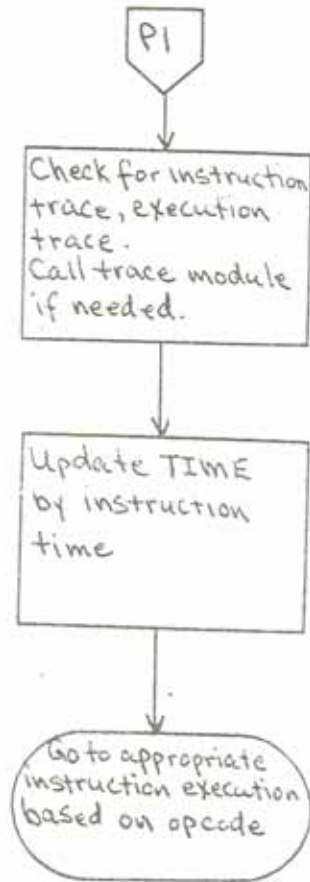 P1
Check for instruction
trace, execution
trace.
Call trace module
if needed.
Update TIME
by instruction
time
Go to appropriate
instruction execution
based on opcode